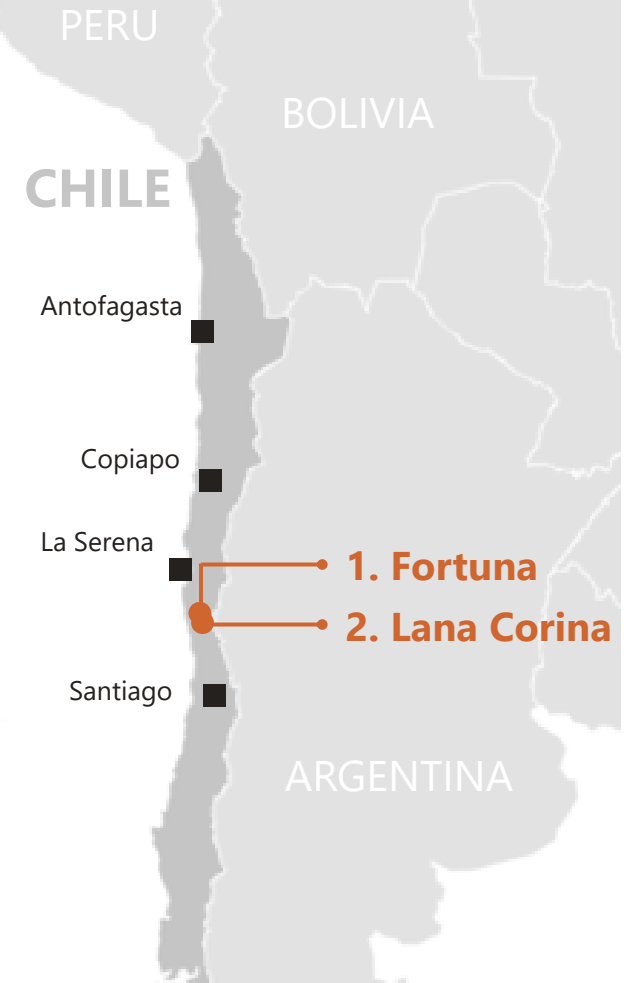 PERU
BOLIVIA
CHILE
Antofagasta
Copiapo
La Serena
1. Fortuna
2. Lana Corina
Santiago
ARGENTINA